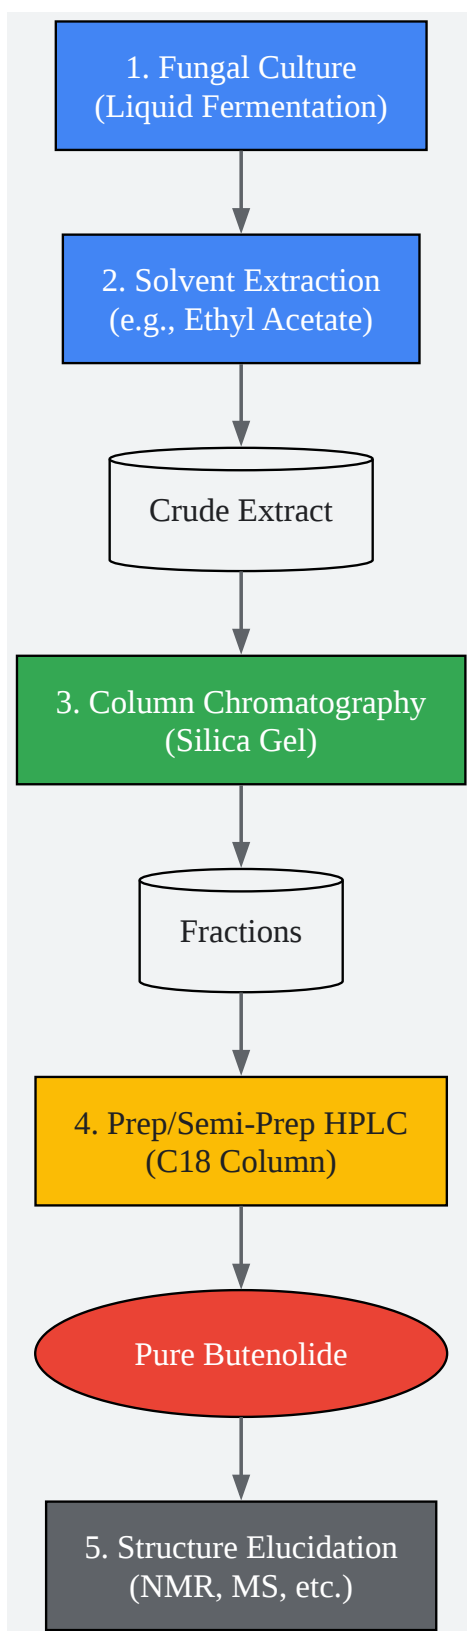 1. Fungal Culture
(Liquid Fermentation)
2. Solvent Extraction
(e.g., Ethyl Acetate)
Crude Extract
3. Column Chromatography
(Silica Gel)
Fractions
4. Prep/Semi-Prep HPLC
(C18 Column)
Pure Butenolide
5. Structure Elucidation
(NMR, MS, etc.)